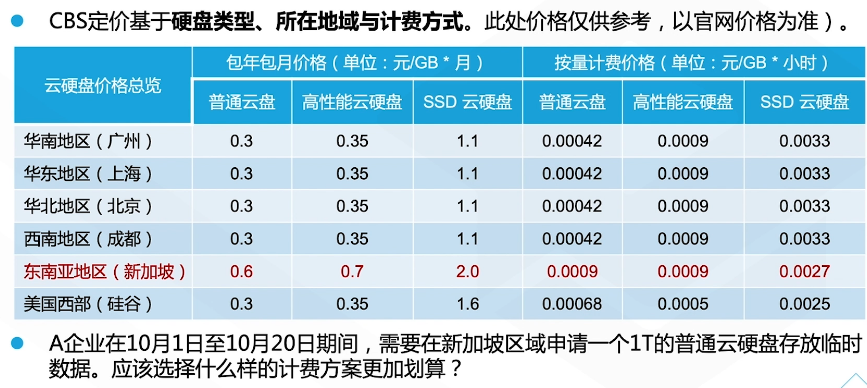 CBS定价基于硬盘类型、所在地域与计费方式。此处价格仅供参考，以官网价格为准）。
云硬盘价格总览 包年包月价格（单位：元/GB * 月） 按量计费价格（单位：元/GB * 小时）
普通云盘 高性能云硬盘 SSD 云硬盘 普通云盘 高性能云硬盘 SSD 云硬盘
华南地区（广州） 0.3 0.35 1.1 0.00042 0.0009 0.0033
华东地区（上海） 0.3 0.35 1.1 0.00042 0.0009 0.0033
华北地区（北京） 0.3 0.35 1.1 0.00042 0.0009 0.0033
西南地区（成都） 0.3 0.35 1.1 0.00042 0.0009 0.0033
东南亚地区（新加坡） 0.6 0.7 2.0 0.0009 0.0009 0.0027
美国西部（硅谷） 0.3 0.35 1.6 0.00068 0.0005 0.0025
A企业在10月1日至10月20日期间，需要在新加坡区域申请一个1T的普通云硬盘存放临时
数据。应该选择什么样的计费方案更加划算？